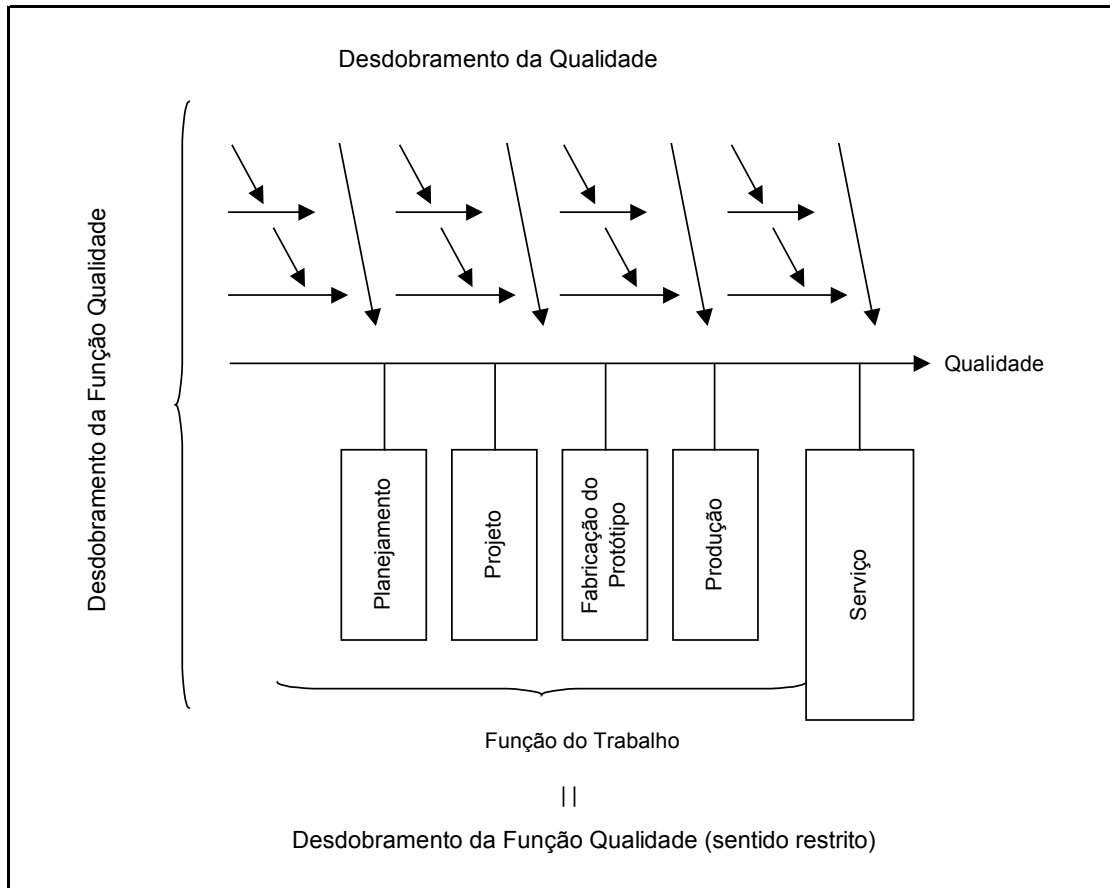 Desdobramento da Qualidade
Desdobramento da Função Qualidade
Qualidade
Planejamento
Projeto
Fabricação do
Protótipo
Produção
Serviço
Função do Trabalho
||
Desdobramento da Função Qualidade (sentido restrito)